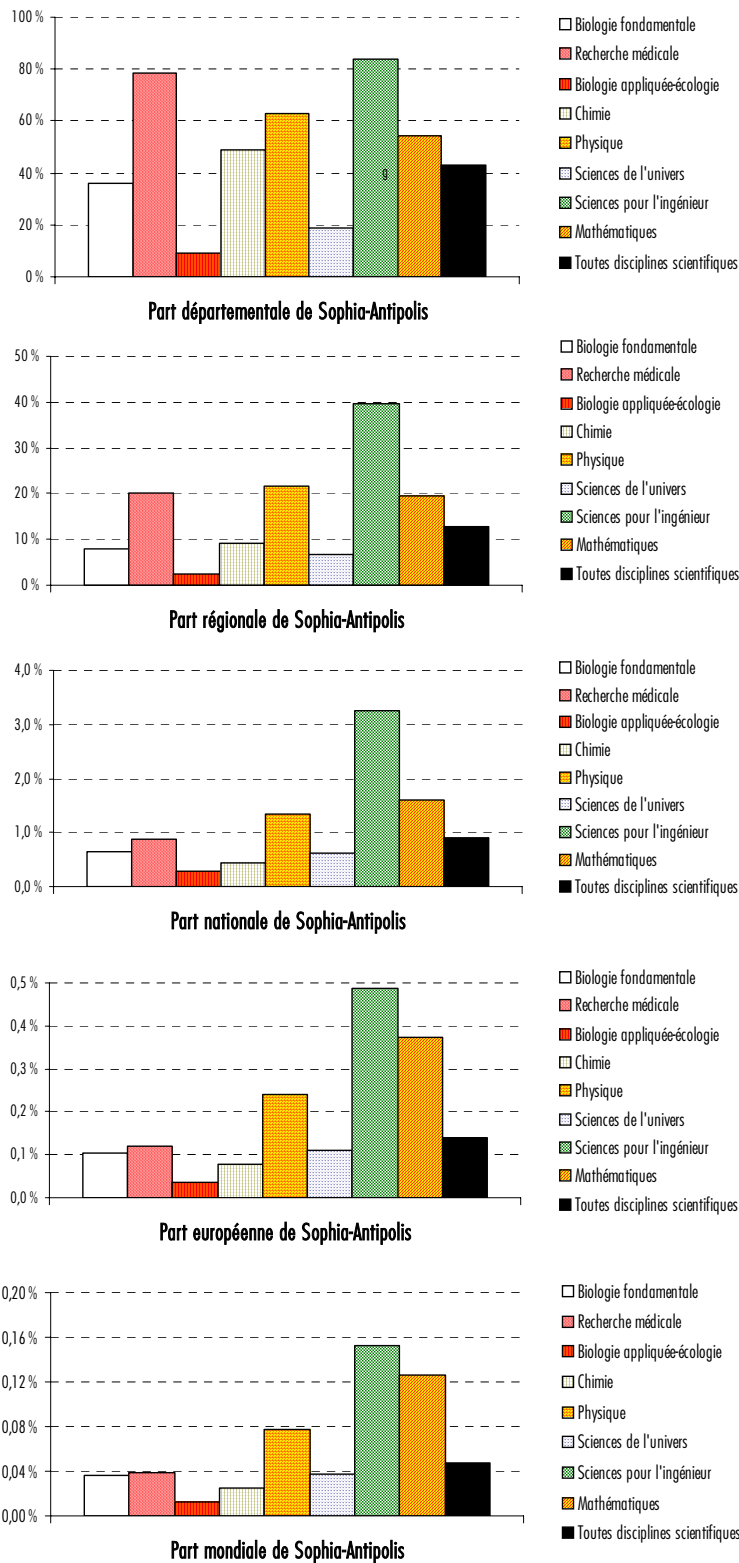 100 %
80 %
60 %
40 %
20 %
0 %
g
Biologie fondamentale
Recherche médicale
Biologie appliquée-écologie
Chimie
Physique
Sciences de l'univers
Sciences pour l'ingénieur
Mathématiques
Toutes disciplines scientifiques
Part départementale de Sophia-Antipolis
50 %
40 %
30 %
20 %
10 %
0 %
Biologie fondamentale
Recherche médicale
Biologie appliquée-écologie
Chimie
Physique
Sciences de l'univers
Sciences pour l'ingénieur
Mathématiques
Toutes disciplines scientifiques
Part régionale de Sophia-Antipolis
4,0 %
3,0 %
2,0 %
1,0 %
0,0 %
Biologie fondamentale
Recherche médicale
Biologie appliquée-écologie
Chimie
Physique
Sciences de l'univers
Sciences pour l'ingénieur
Mathématiques
Toutes disciplines scientifiques
Part nationale de Sophia-Antipolis
0,5 %
0,4 %
0,3 %
0,2 %
0,1 %
0,0 %
Biologie fondamentale
Recherche médicale
Biologie appliquée-écologie
Chimie
Physique
Sciences de l'univers
Sciences pour l'ingénieur
Mathématiques
Toutes disciplines scientifiques
Part européenne de Sophia-Antipolis
0,20 %
0,16 %
0,12 %
0,08 %
0,04 %
0,00 %
Biologie fondamentale
Recherche médicale
Biologie appliquée-écologie
Chimie
Physique
Sciences de l'univers
Sciences pour l'ingénieur
Mathématiques
Toutes disciplines scientifiques
Part mondiale de Sophia-Antipolis